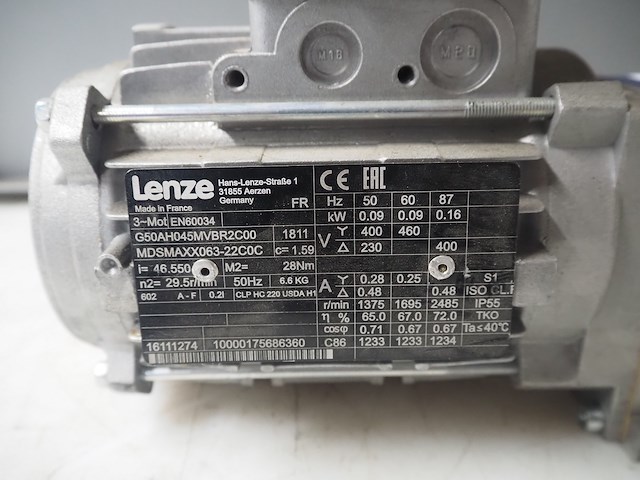 M18 M20
Lenze Hans-Lenze-Straße 1
31855 Aerzen
Made in France Germany FR
3~Mot EN60034
G50AH045MVBR2C00 1811
MDSMAXX063-22C0C c= 1.59
i= 46.550 M2= 28Nm
n2= 29.5r/ 50Hz 6.6 KG
602 A - F 0.2l CLP HC 220 USDA H1
16111274 10000175686360
CE EAC
Hz 50 60 87
kW 0.09 0.09 0.16
V Y 400 460
Δ 230 400
A Y 0.28 0.25 S1
Δ 0.48 0.48 ISO CL.F
r/min 1375 1695 2485 IP55
η % 65.0 67.0 72.0 TKO
cosφ 0.71 0.67 0.67 Ta≤40°C
C86 1233 1233 1234